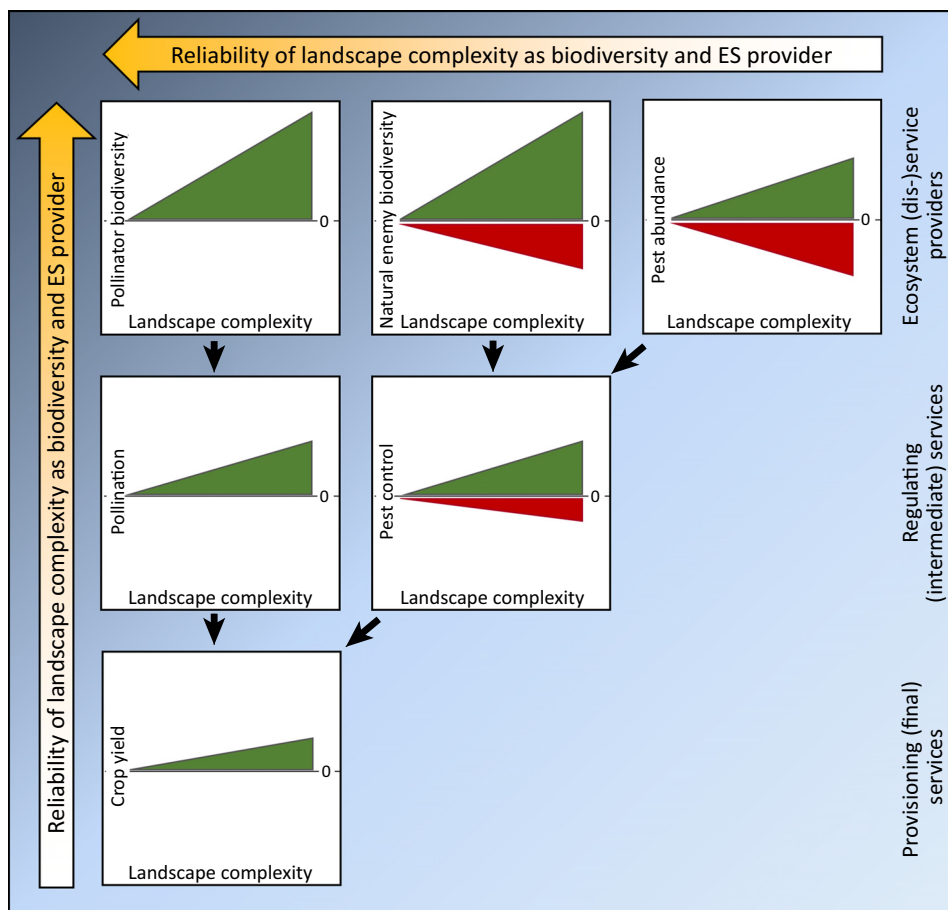 Reliability of landscape complexity as biodiversity and ES provider
Reliability of landscape complexity as biodiversity and ES provider
Pollinator biodiversity
0
Landscape complexity
Natural enemy biodiversity
0
Landscape complexity
Pest abundance
0
Landscape complexity
Ecosystem (dis-)service
providers
Pollination
0
Landscape complexity
Pest control
0
Landscape complexity
Regulating
(intermediate) services
Crop yield
0
Landscape complexity
Provisioning (final)
services